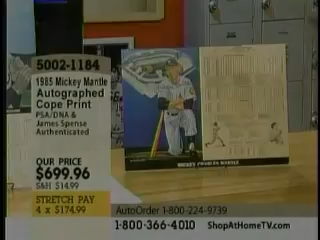 5002-1184
1985 Mickey Mantle
Autographed
Cope Print
PSA/DNA &
James Spense
Authenticated
OUR PRICE
$699.96
S&H $14.99
STRETCH PAY
4 x $174.99
MICKEY CHARLES MANTLE
AutoOrder 1-800-224-9739
1-800-366-4010 ShopAtHomeTV.com